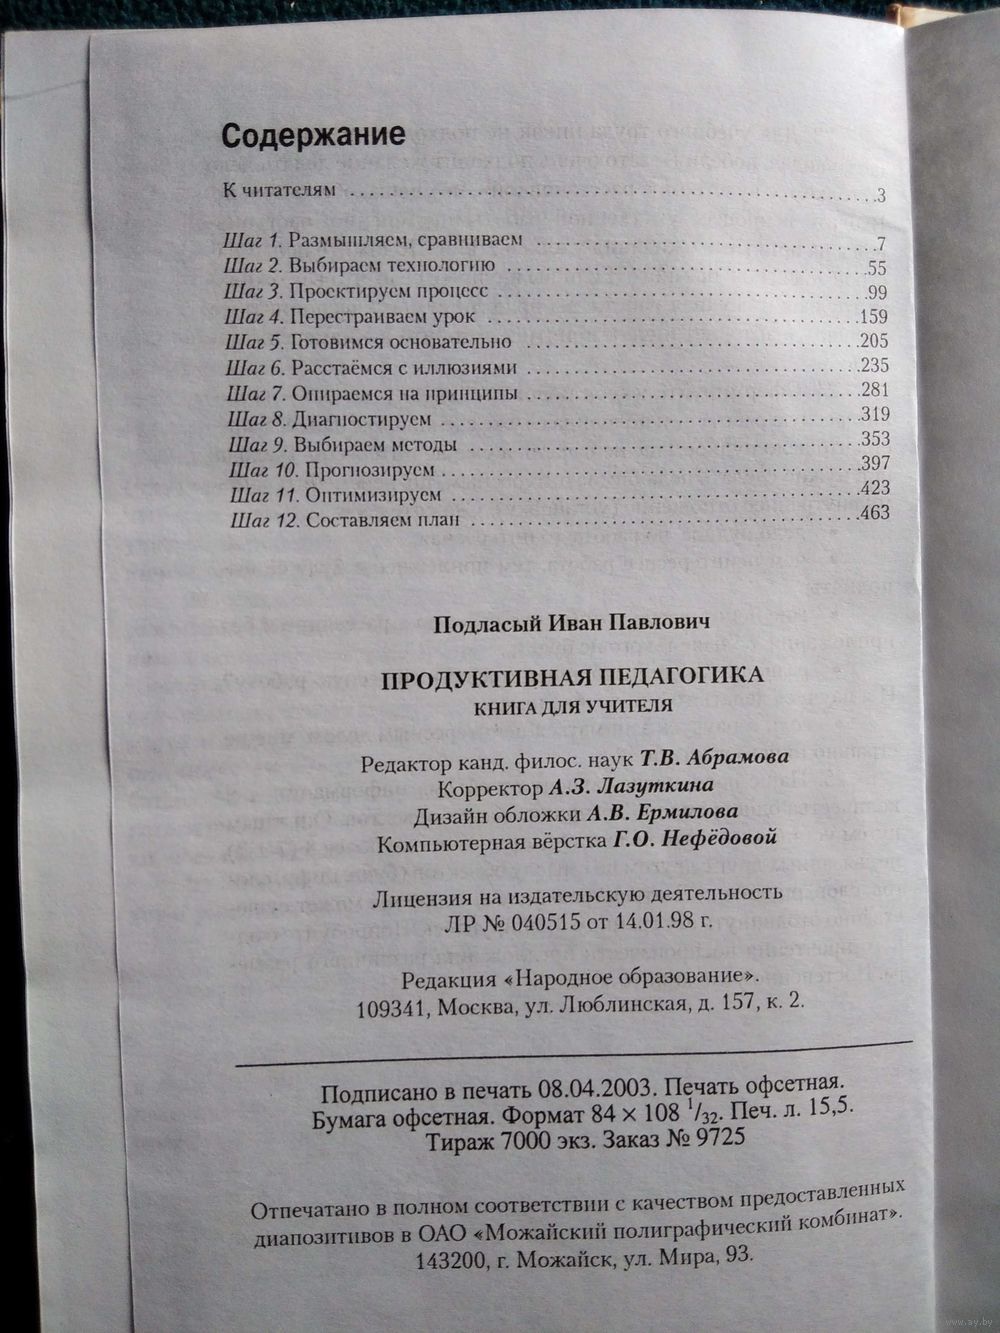 Содержание
К читателям ........ 3
Шаг 1. Размышляем, сравниваем ........ 7
Шаг 2. Выбираем технологию ........ 55
Шаг 3. Проектируем процесс ........ 99
Шаг 4. Перестраиваем урок ........ 159
Шаг 5. Готовимся основательно ........ 205
Шаг 6. Расстаёмся с иллюзиями ........ 235
Шаг 7. Опираемся на принципы ........ 281
Шаг 8. Диагностируем ........ 319
Шаг 9. Выбираем методы ........ 353
Шаг 10. Прогнозируем ........ 397
Шаг 11. Оптимизируем ........ 423
Шаг 12. Составляем план ........ 463
Подласый Иван Павлович
ПРОДУКТИВНАЯ ПЕДАГОГИКА
КНИГА ДЛЯ УЧИТЕЛЯ
Редактор канд. филос. наук Т.В. Абрамова
Корректор А.З. Лазуткина
Дизайн обложки А.В. Ермилова
Компьютерная вёрстка Г.О. Нефёдовой
Лицензия на издательскую деятельность
ЛР № 040515 от 14.01.98 г.
Редакция «Народное образование».
109341, Москва, ул. Люблинская, д. 157, к. 2.
Подписано в печать 08.04.2003. Печать офсетная.
Бумага офсетная. Формат 84 × 108 1/32. Печ. л. 15,5.
Тираж 7000 экз. Заказ № 9725
Отпечатано в полном соответствии с качеством предоставленных
диапозитивов в ОАО «Можайский полиграфический комбинат».
143200, г. Можайск, ул. Мира, 93.
www.ay.by